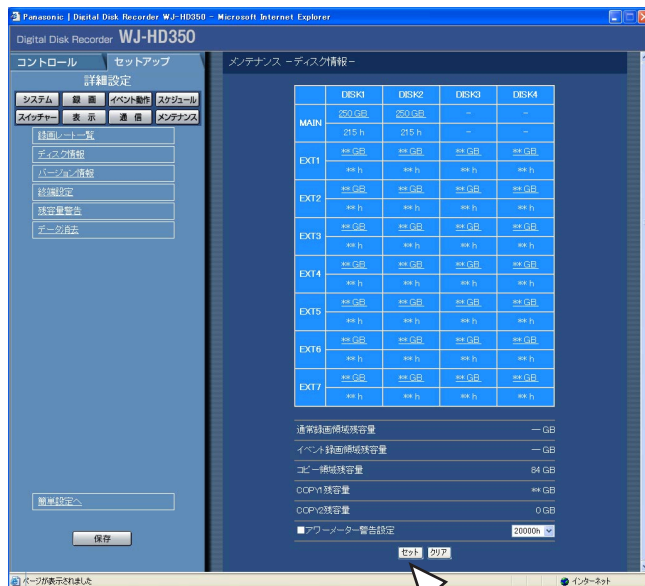 Panasonic | Digital Disk Recorder WJ-HD350 - Microsoft Internet Explorer
Digital Disk Recorder WJ-HD350
コントロール セットアップ
詳細設定
システム 録画 イベント動作 スケジュール
スイッチャー 表示 通信 メンテナンス
録画レート一覧
ディスク情報
バージョン情報
終端設定
残容量警告
データ消去
簡単設定へ
保存
メンテナンス －ディスク情報－
DISK1 DISK2 DISK3 DISK4
MAIN 250 GB 250 GB - -
215 h 215 h - -
EXT1 ** GB ** GB ** GB ** GB
** h ** h ** h ** h
EXT2 ** GB ** GB ** GB ** GB
** h ** h ** h ** h
EXT3 ** GB ** GB ** GB ** GB
** h ** h ** h ** h
EXT4 ** GB ** GB ** GB ** GB
** h ** h ** h ** h
EXT5 ** GB ** GB ** GB ** GB
** h ** h ** h ** h
EXT6 ** GB ** GB ** GB ** GB
** h ** h ** h ** h
EXT7 ** GB ** GB ** GB ** GB
** h ** h ** h ** h
通常録画領域残容量 --- GB
イベント録画領域残容量 --- GB
コピー領域残容量 84 GB
COPY1残容量 ** GB
COPY2残容量 0 GB
■アワーメーター警告設定 20000h
セット クリア
ページが表示されました インターネット